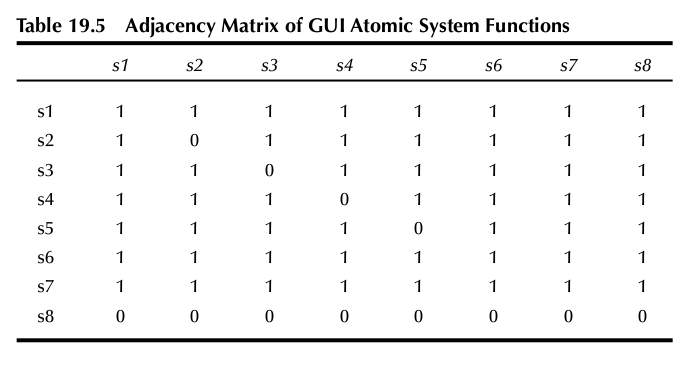 Table 19.5 Adjacency Matrix of GUI Atomic System Functions
s1 s2 s3 s4 s5 s6 s7 s8
s1 1 1 1 1 1 1 1 1
s2 1 0 1 1 1 1 1 1
s3 1 1 0 1 1 1 1 1
s4 1 1 1 0 1 1 1 1
s5 1 1 1 1 0 1 1 1
s6 1 1 1 1 1 1 1 1
s7 1 1 1 1 1 1 1 1
s8 0 0 0 0 0 0 0 0